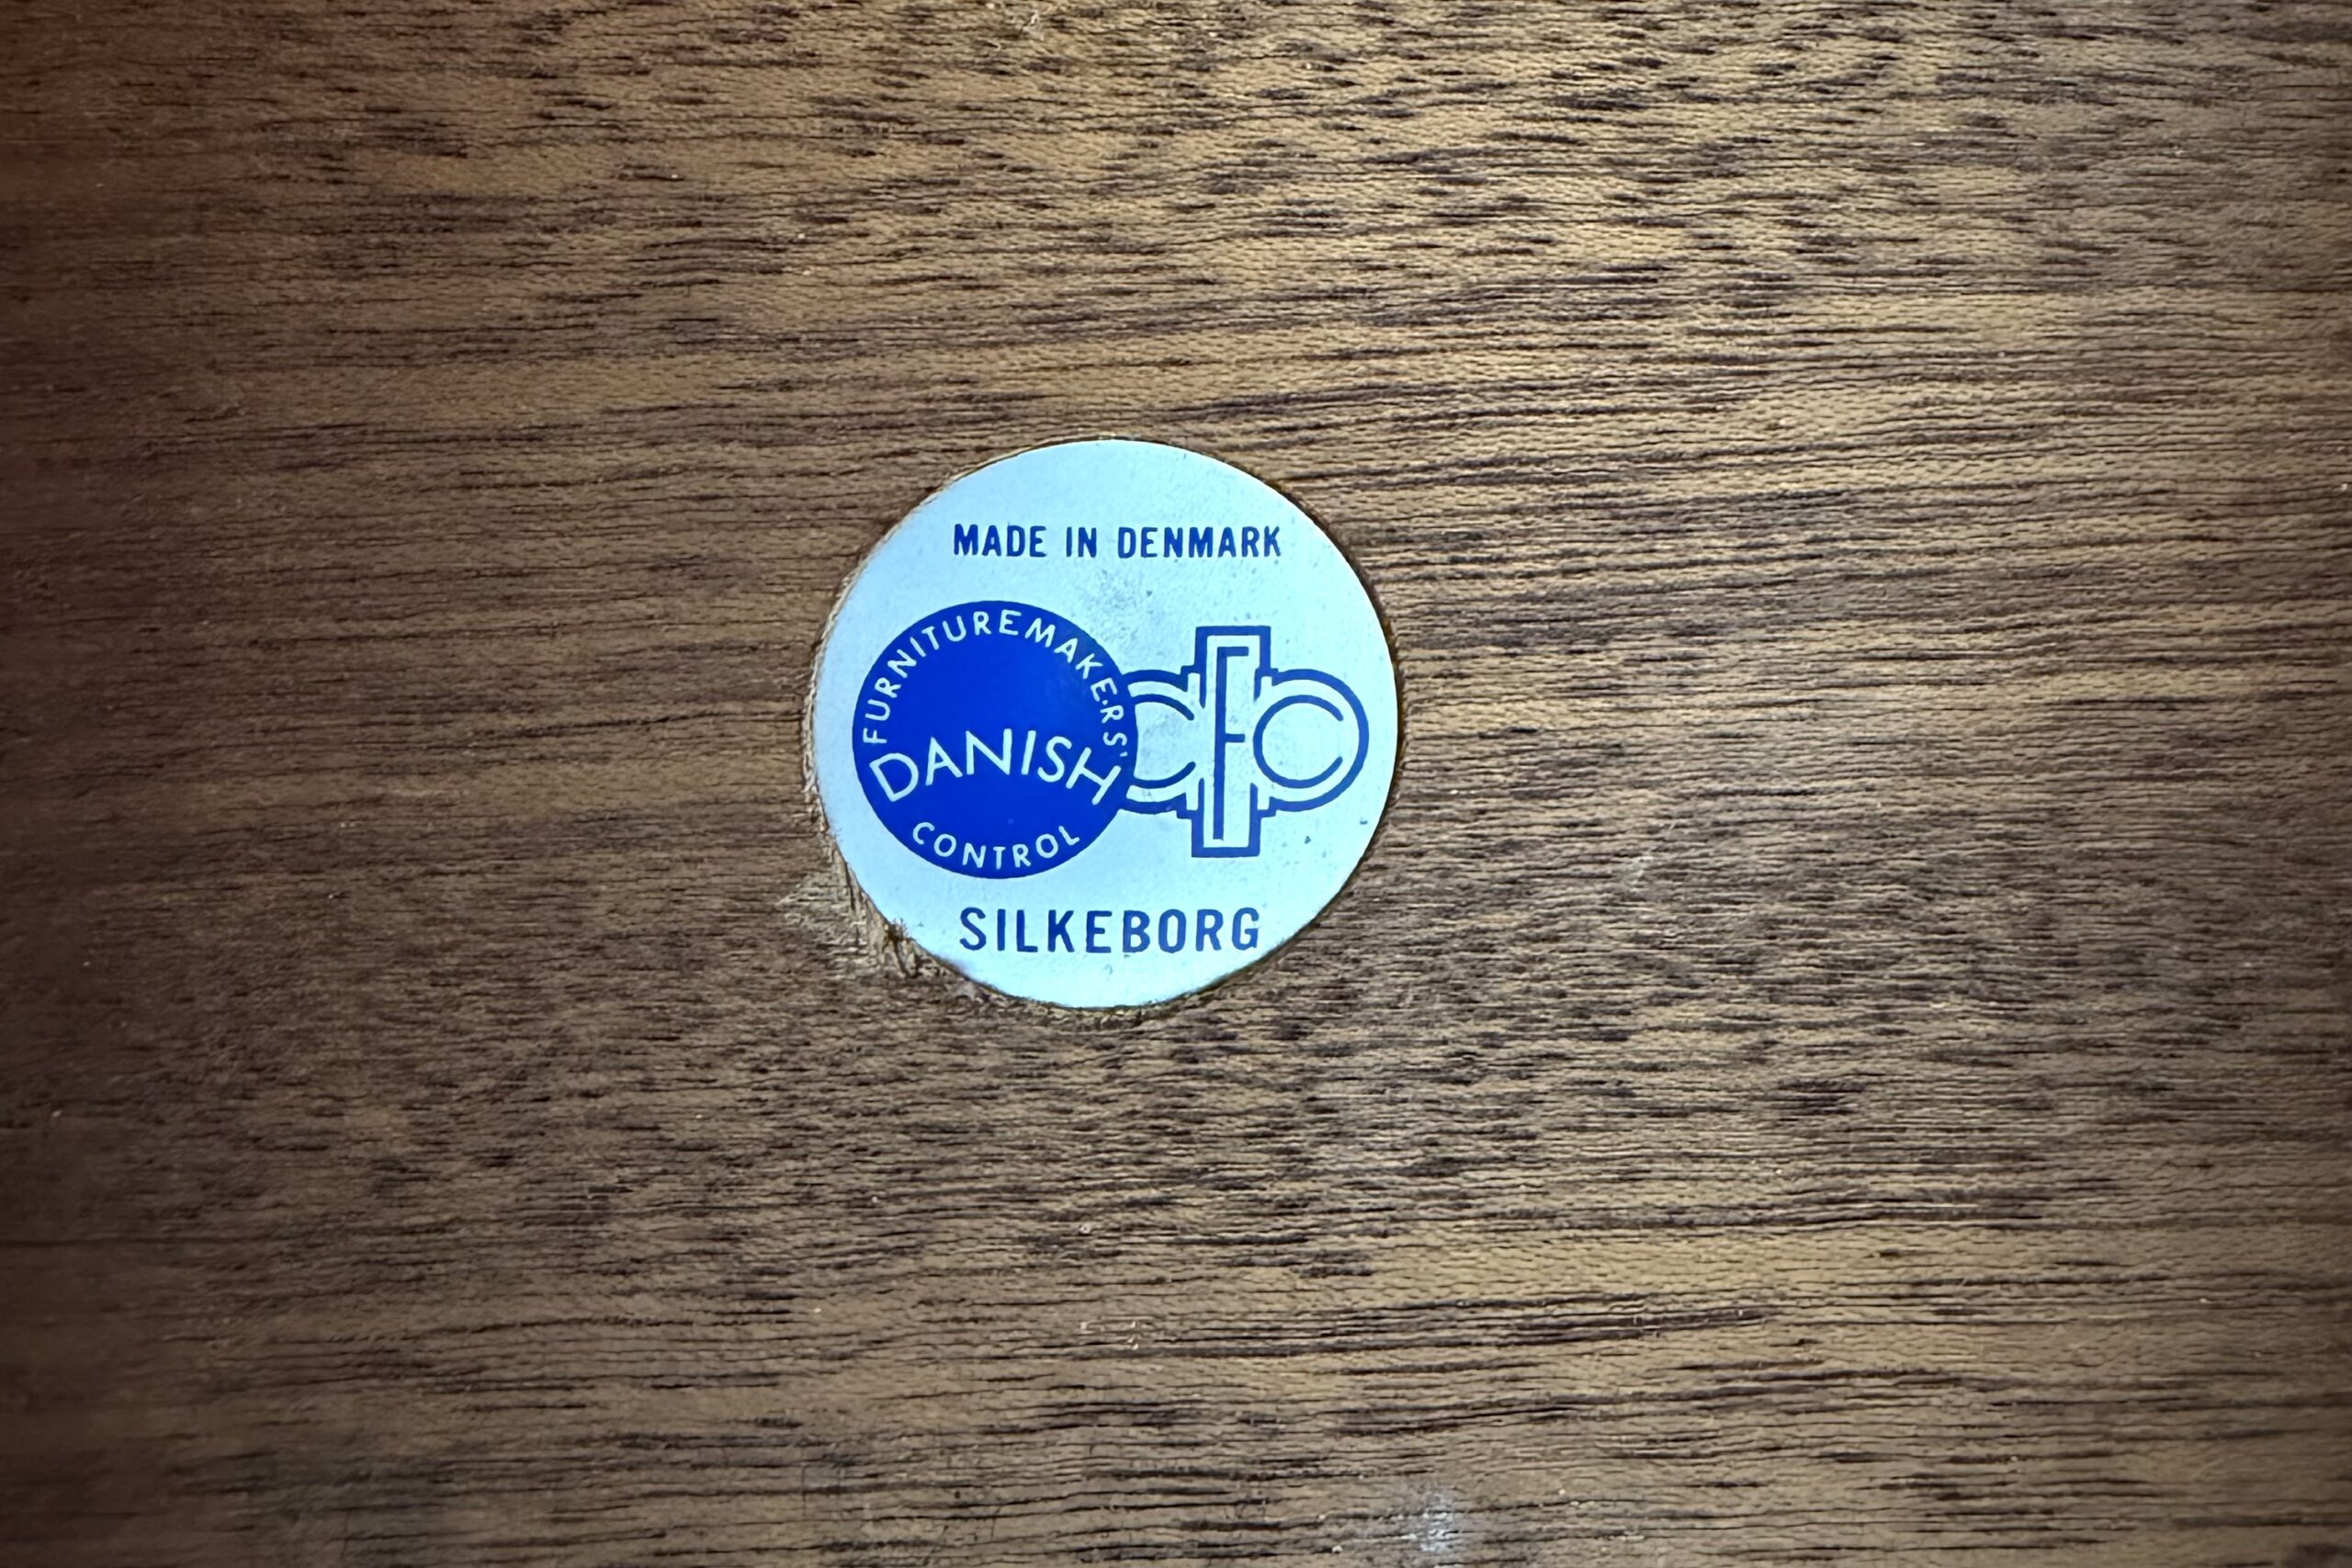 MADE IN DENMARK
FURNITUREMAKERS'
DANISH
CONTROL
CFC
SILKEBORG